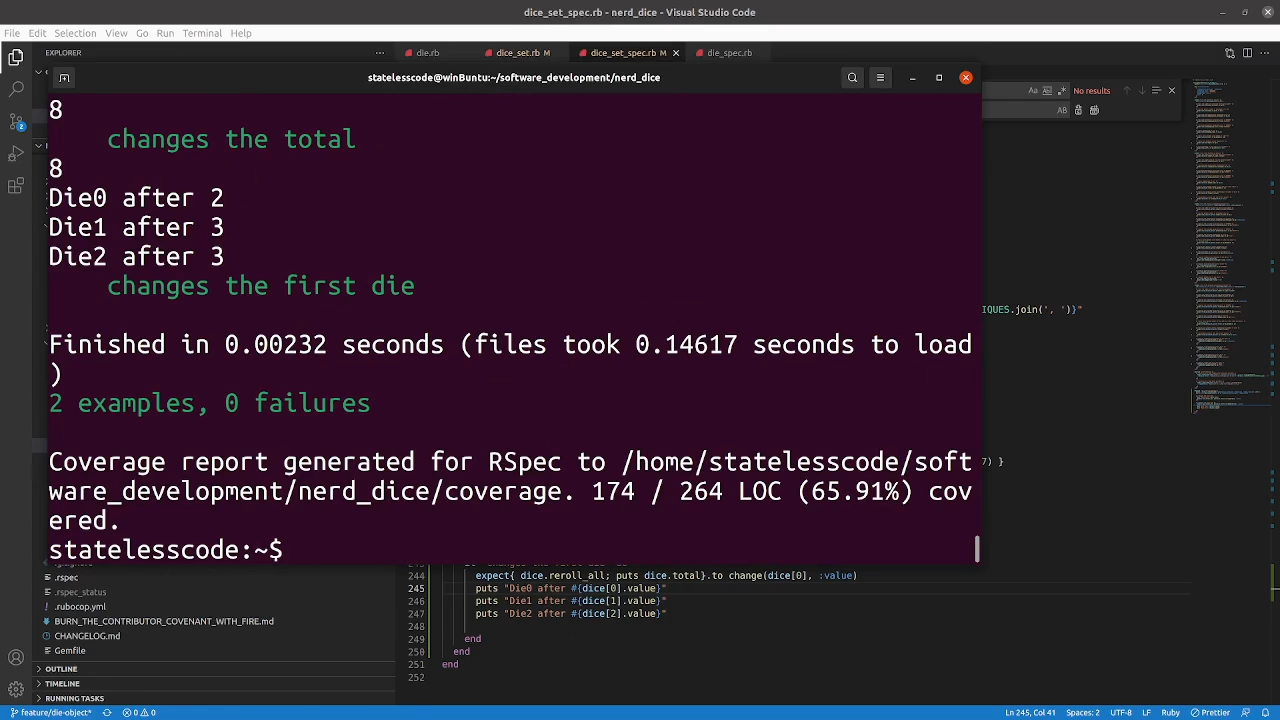 dice_set_spec.rb - nerd_dice - Visual Studio Code
File Edit Selection View Go Run Terminal Help
EXPLORER
die.rb
dice_set.rb M
dice_set_spec.rb M
die_spec.rb
statelesscode@winBuntu:~/software_development/nerd_dice
No results
8
changes the total
8
Die0 after 2
Die1 after 3
Die2 after 3
changes the first die
Finished in 0.00232 seconds (files took 0.14617 seconds to load
)
2 examples, 0 failures
Coverage report generated for RSpec to /home/statelesscode/soft
ware_development/nerd_dice/coverage. 174 / 264 LOC (65.91%) cov
ered.
statelesscode:~$
IQUES.join(', ')}"
7) }
244 expect{ dice.reroll_all; puts dice.total}.to change(dice[0], :value)
245 puts "Die0 after #{dice[0].value}"
246 puts "Die1 after #{dice[1].value}"
247 puts "Die2 after #{dice[2].value}"
248
249 end
250 end
251 end
252
.rspec
.rspec_status
.rubocop.yml
BURN_THE_CONTRIBUTOR_COVENANT_WITH_FIRE.md
CHANGELOG.md
Gemfile
OUTLINE
TIMELINE
RUNNING TASKS
feature/die-object* 0 0 Ln 245, Col 41 Spaces: 2 UTF-8 LF Ruby Prettier